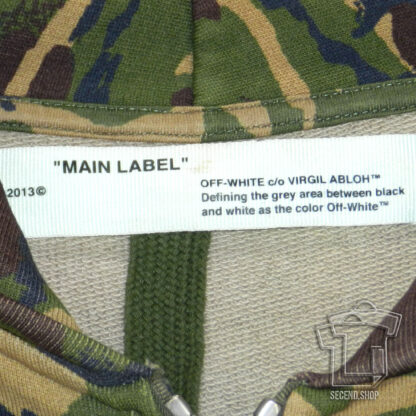 "MAIN LABEL"
2013©
OFF-WHITE c/o VIRGIL ABLOH™
Defining the grey area between black
and white as the color Off-White™
SECEND.SHOP